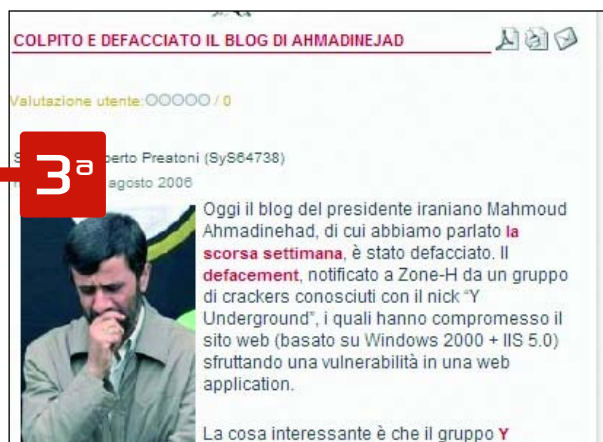 COLPITO E DEFACCIATO IL BLOG DI AHMADINEJAD
Valutazione utente: / 0
erto Preatoni (SyS64738)
agosto 2006
3ª
Oggi il blog del presidente iraniano Mahmoud
Ahmadinehad, di cui abbiamo parlato la
scorsa settimana, è stato defacciato. Il
defacement, notificato a Zone-H da un gruppo
di crackers conosciuti con il nick “Y
Underground”, i quali hanno compromesso il
sito web (basato su Windows 2000 + IIS 5.0)
sfruttando una vulnerabilità in una web
application.
La cosa interessante è che il gruppo Y